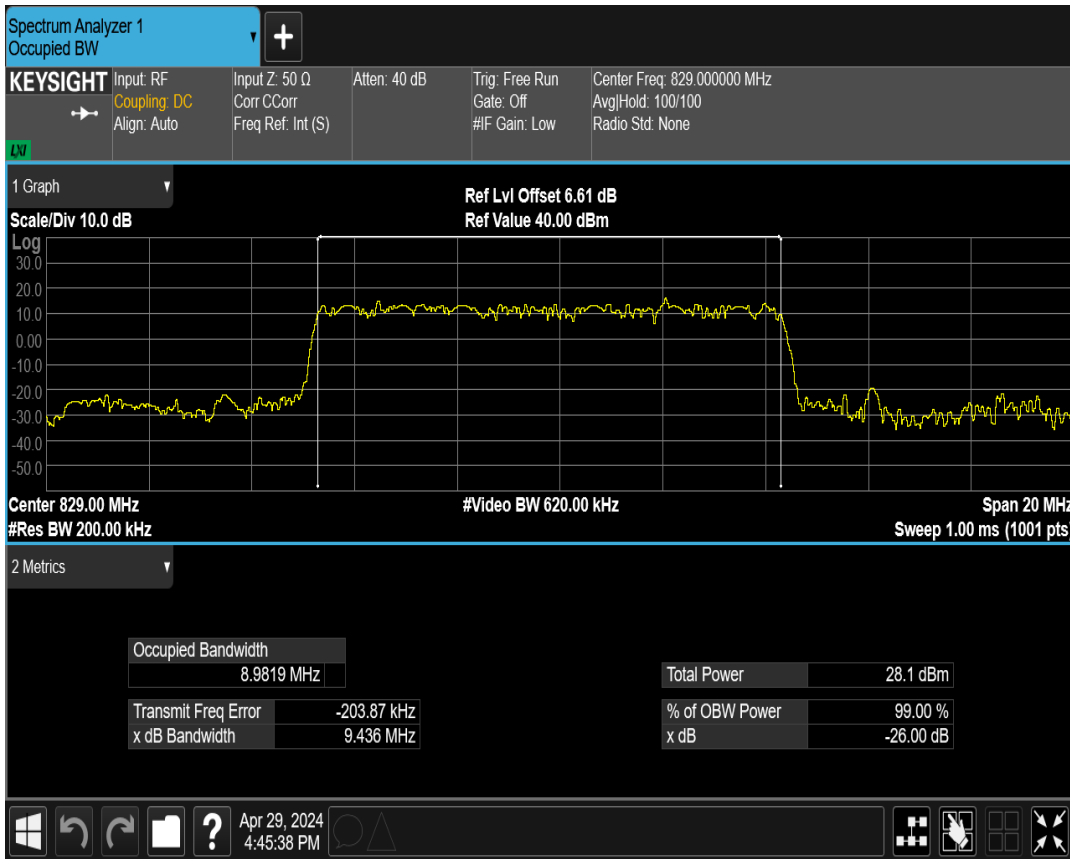 Spectrum Analyzer 1
Occupied BW
+
KEYSIGHT
LXI
Input: RF
Coupling: DC
Align: Auto
Input Z: 50 Ω
Corr CCorr
Freq Ref: Int (S)
Atten: 40 dB
Trig: Free Run
Gate: Off
#IF Gain: Low
Center Freq: 829.000000 MHz
Avg|Hold: 100/100
Radio Std: None
1 Graph
Scale/Div 10.0 dB
Ref Lvl Offset 6.61 dB
Ref Value 40.00 dBm
Log
30.0
20.0
10.0
0.00
-10.0
-20.0
-30.0
-40.0
-50.0
Center 829.00 MHz
#Video BW 620.00 kHz
Span 20 MHz
#Res BW 200.00 kHz
Sweep 1.00 ms (1001 pts)
2 Metrics
Occupied Bandwidth
8.9819 MHz
Total Power 28.1 dBm
Transmit Freq Error -203.87 kHz
% of OBW Power 99.00 %
x dB Bandwidth 9.436 MHz
x dB -26.00 dB
?
Apr 29, 2024
4:45:38 PM